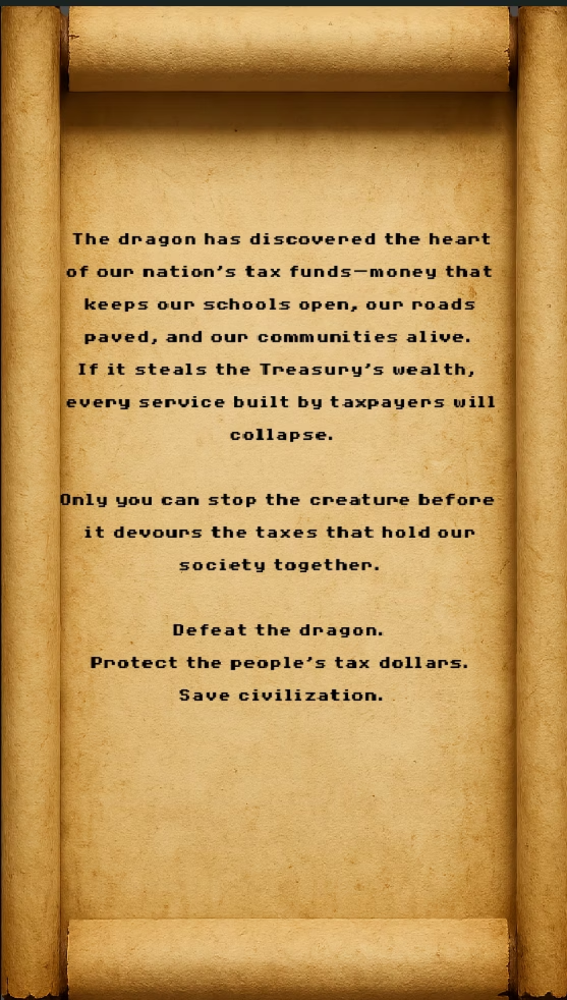 The dragon has discovered the heart
of our nation’s tax funds—money that
keeps our schools open, our roads
paved, and our communities alive.
If it steals the Treasury’s wealth,
every service built by taxpayers will
collapse.
Only you can stop the creature before
it devours the taxes that hold our
society together.
Defeat the dragon.
Protect the people’s tax dollars.
Save civilization.